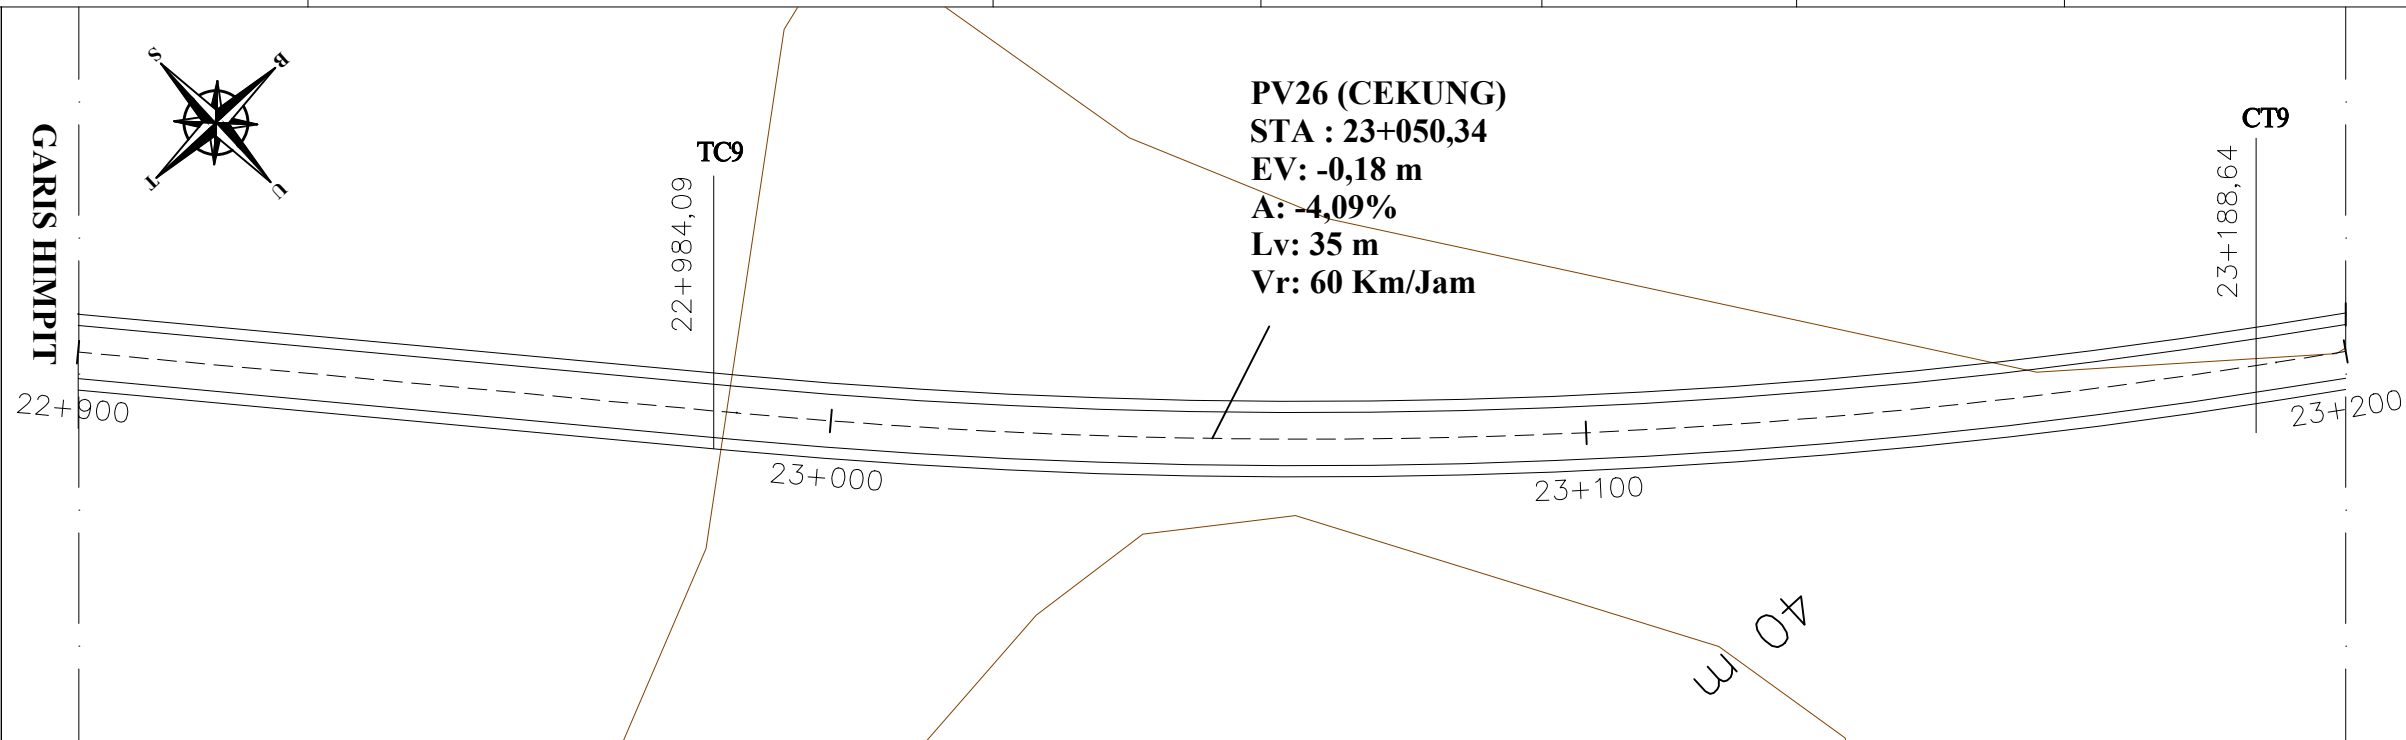 S
B
T
U
GARIS HIMPIT
TC9
22+984,09
PV26 (CEKUNG)
STA : 23+050,34
EV: -0,18 m
A: -4,09%
Lv: 35 m
Vr: 60 Km/Jam
CT9
23+188,64
22+900
23+000
23+100
23+200
40 m